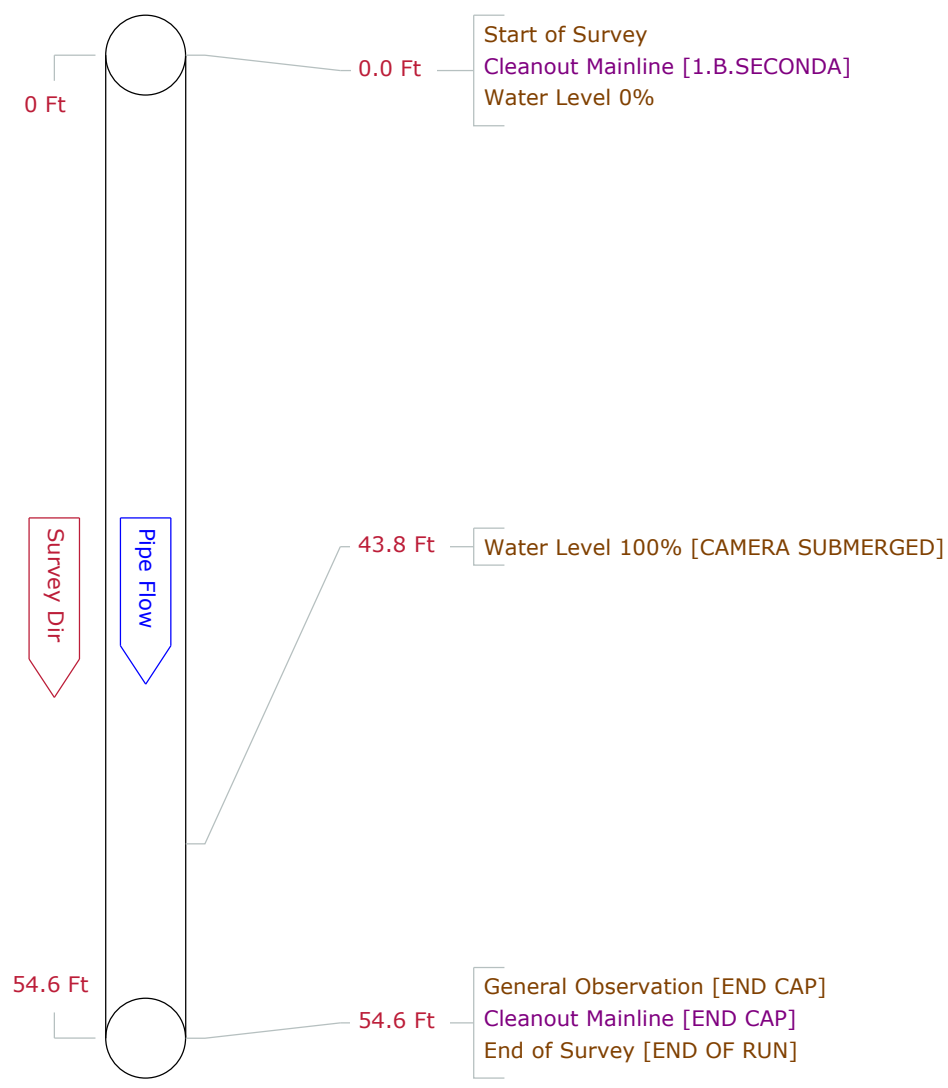 Start of Survey
0.0 Ft
Cleanout Mainline [1.B.SECONDA]
Water Level 0%
0 Ft
Survey Dir
Pipe Flow
43.8 Ft
Water Level 100% [CAMERA SUBMERGED]
54.6 Ft
General Observation [END CAP]
54.6 Ft
Cleanout Mainline [END CAP]
End of Survey [END OF RUN]